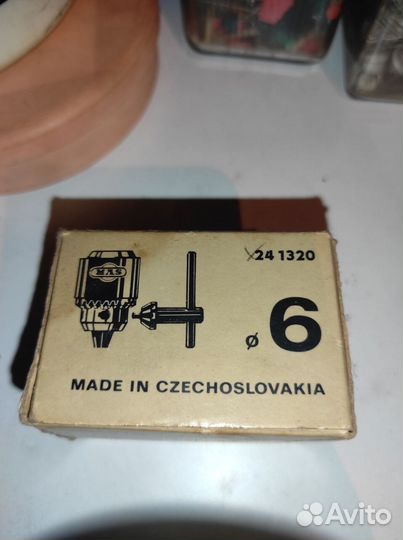 24 1320
MAS
ø 6
MADE IN CZECHOSLOVAKIA
Avito